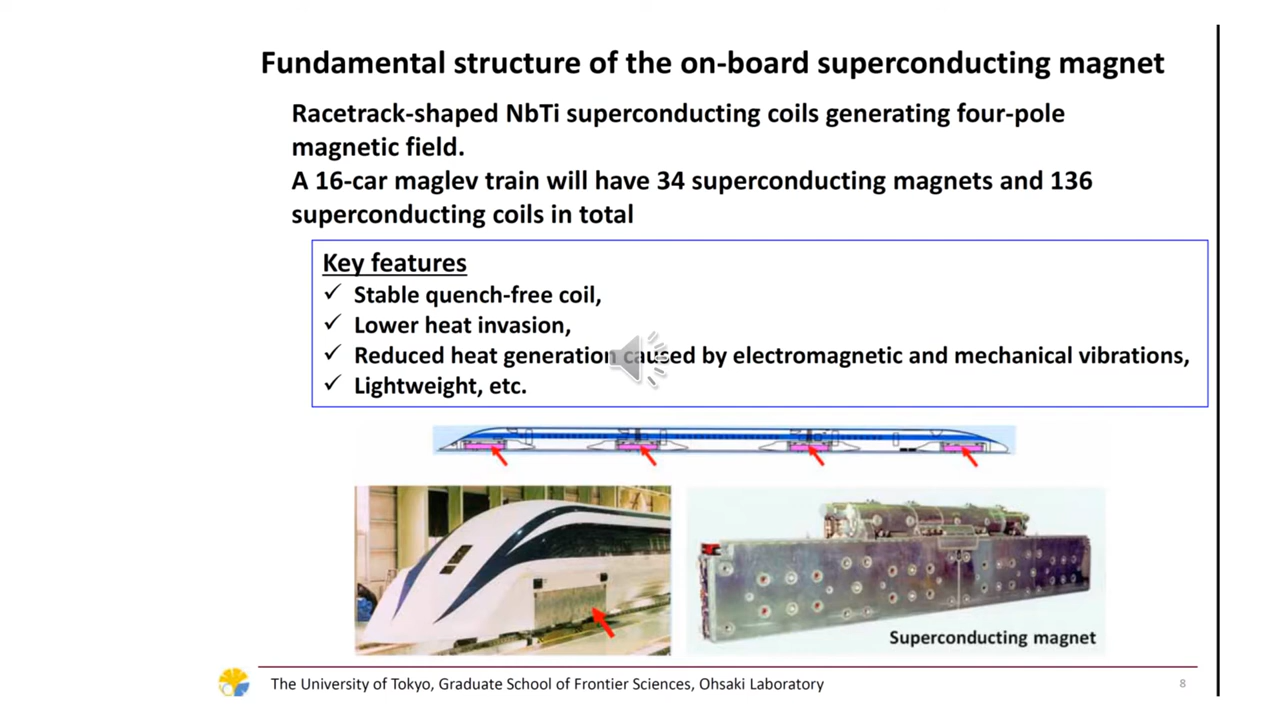 Fundamental structure of the on-board superconducting magnet
Racetrack-shaped NbTi superconducting coils generating four-pole
magnetic field.
A 16-car maglev train will have 34 superconducting magnets and 136
superconducting coils in total
Key features
✓ Stable quench-free coil,
✓ Lower heat invasion,
✓ Reduced heat generation caused by electromagnetic and mechanical vibrations,
✓ Lightweight, etc.
Superconducting magnet
The University of Tokyo, Graduate School of Frontier Sciences, Ohsaki Laboratory
8